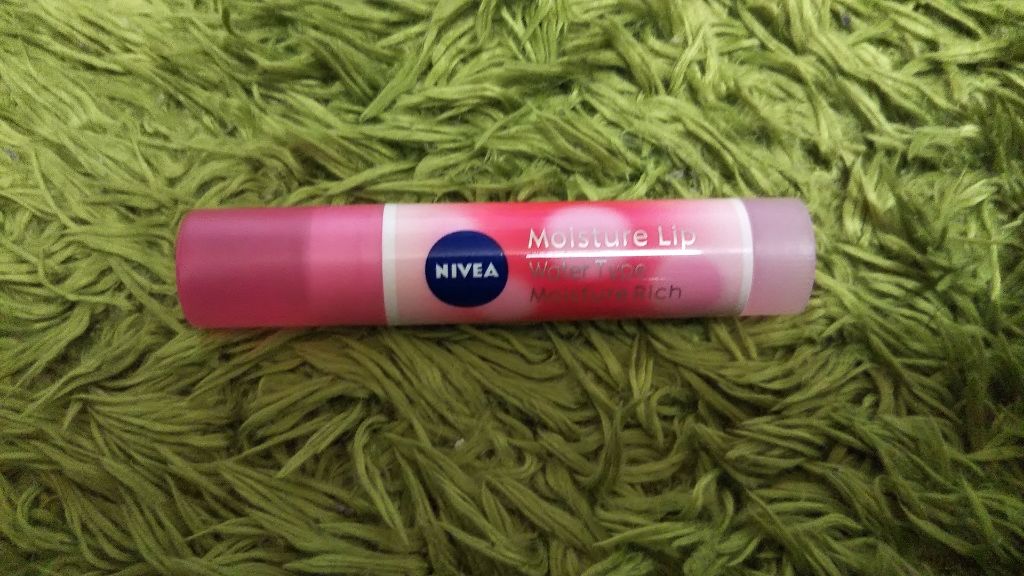 NIVEA
Moisture Lip
Water Type
Moisture Rich